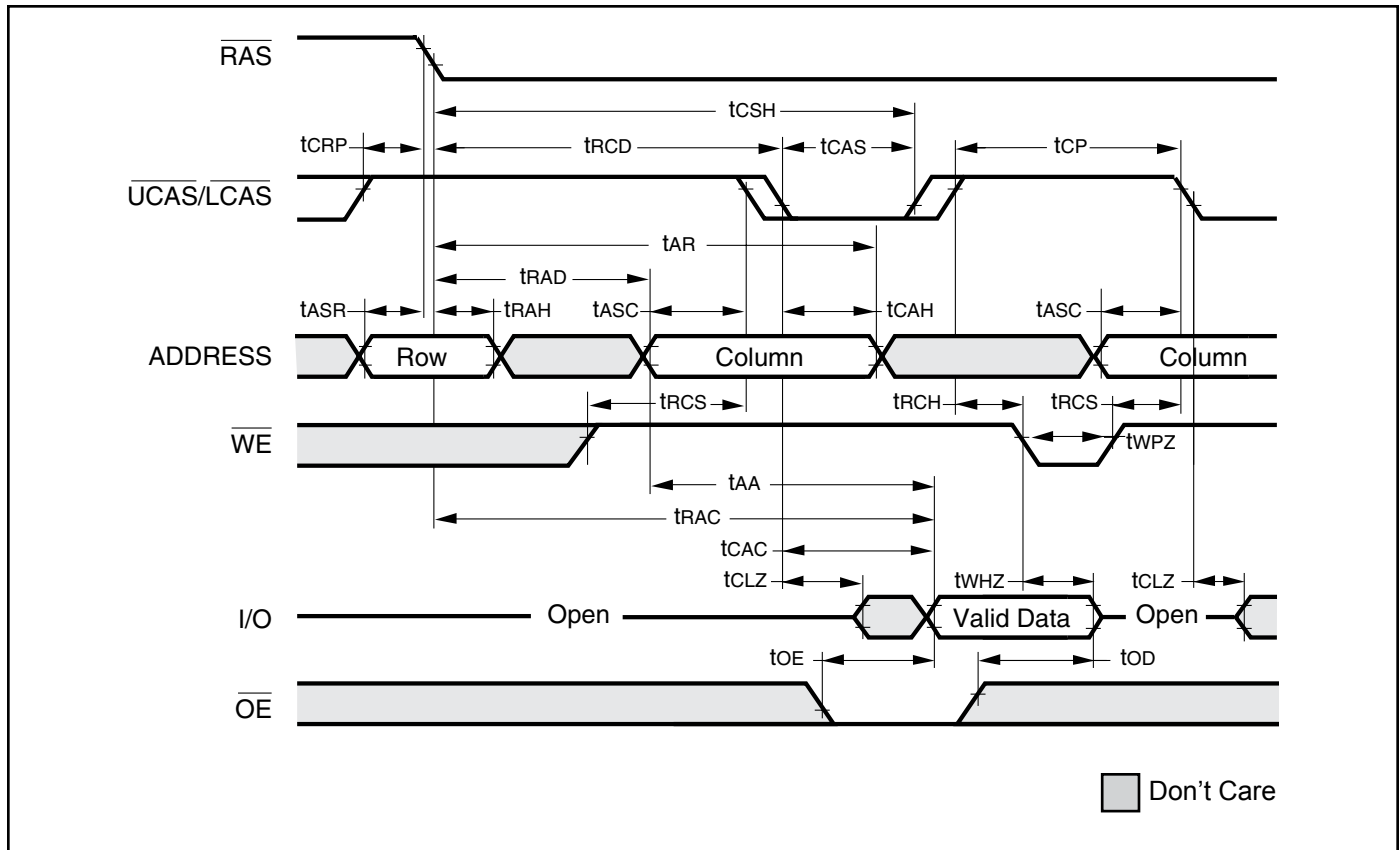 RAS
tCSH
tCRP
tRCD
tCAS
tCP
UCAS/LCAS
tAR
tRAD
tASR
tRAH
tASC
tCAH
tASC
ADDRESS
Row
Column
Column
tRCS
tRCH
tRCS
WE
tWPZ
tAA
tRAC
tCAC
tCLZ
tWHZ
tCLZ
I/O
Open
Valid Data
Open
tOE
tOD
OE
Don't Care